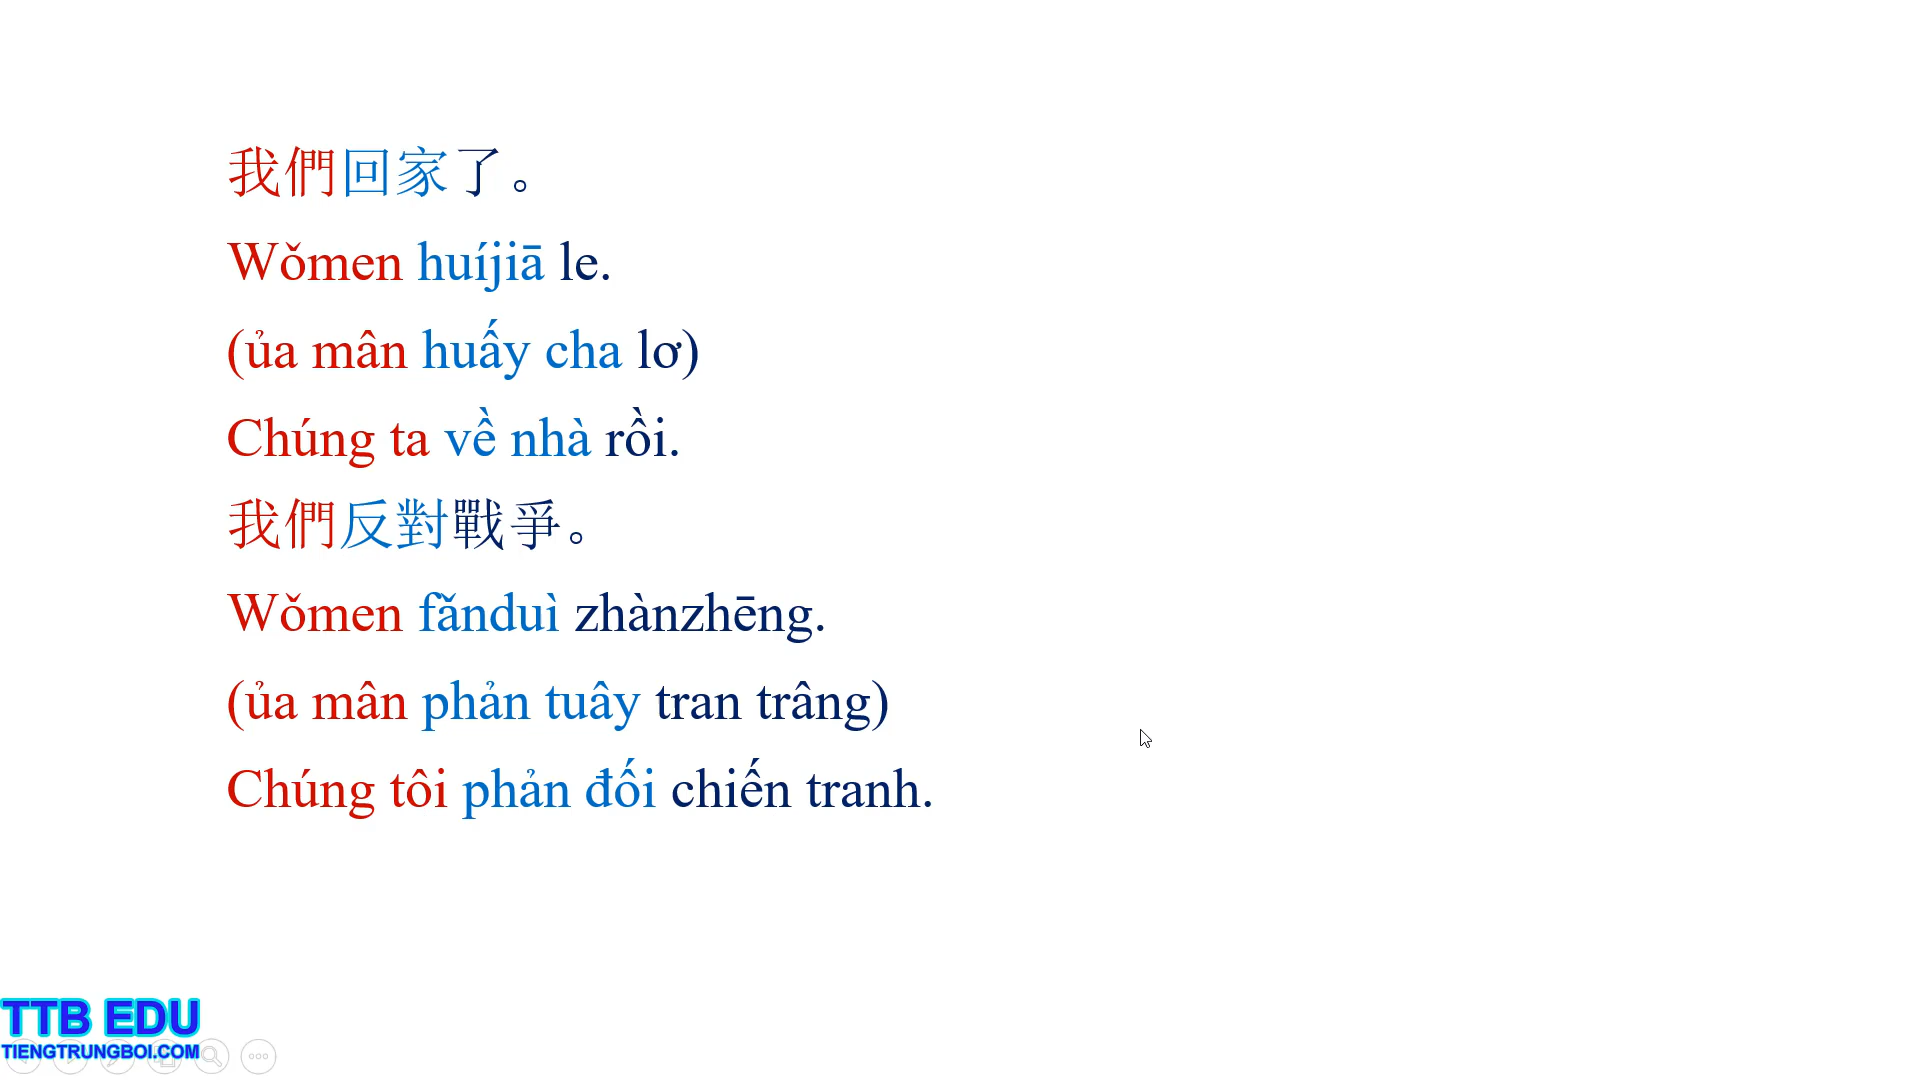 我們回家了。
Wǒmen huíjiā le.
(ủa mân huấy cha lơ)
Chúng ta về nhà rồi.
我們反對戰爭。
Wǒmen fǎnduì zhànzhēng.
(ủa mân phản tuây tran trâng)
Chúng tôi phản đối chiến tranh.
TTB EDU
TIENGTRUNGBOI.COM